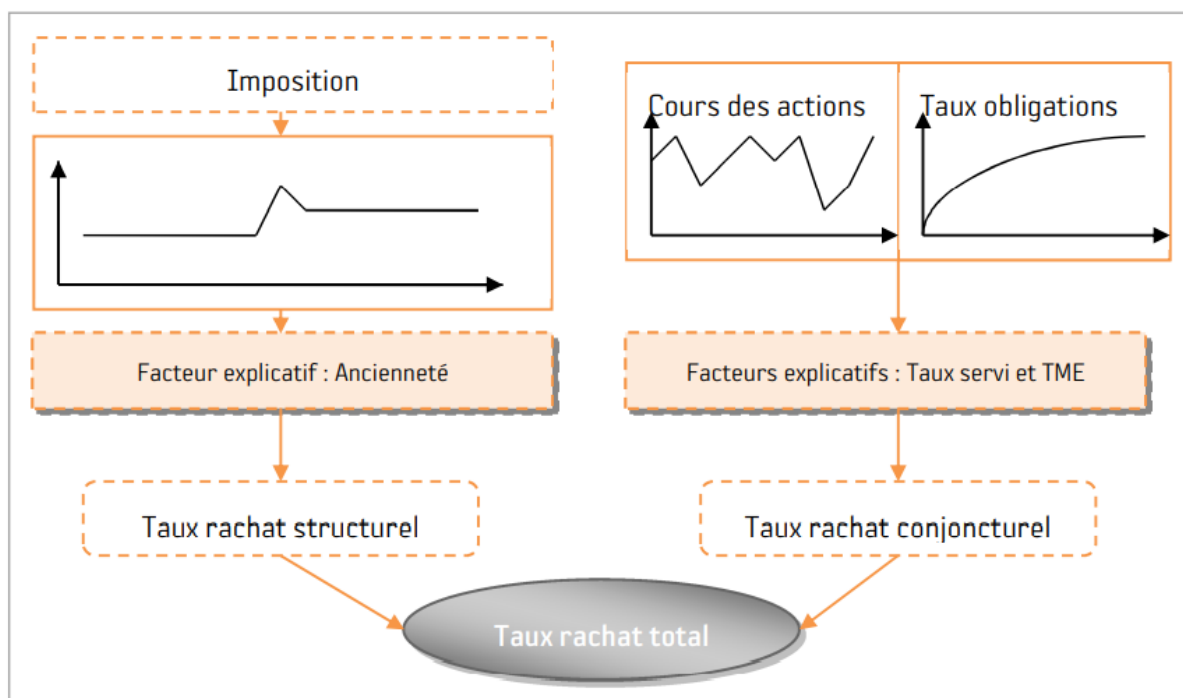 Imposition
Cours des actions
Taux obligations
Facteur explicatif : Ancienneté
Facteurs explicatifs : Taux servi et TME
Taux rachat structurel
Taux rachat conjoncturel
Taux rachat total